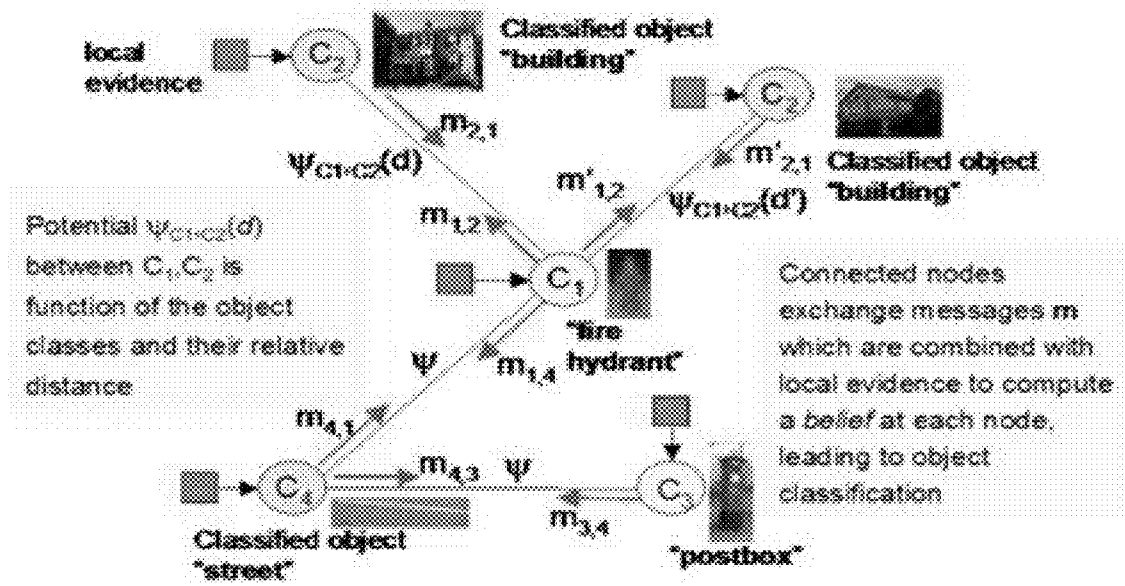 local
evidence
C₂
Classified object
"building"
m₂,₁
ψC1-C2(d)
C₂
m'₂,₁
Classified object
"building"
m'₁,₂
ψC1-C2(d')
m₁,₂
Potential ψC1-C2(d)
between C₁,C₂ is
function of the object
classes and their relative
distance
C₁
"fire
hydrant"
Connected nodes
exchange messages m
which are combined with
local evidence to compute
a belief at each node,
leading to object
classification
ψ
m₁,₄
m₄,₁
C₄
m₄,₃
ψ
C₃
m₃,₄
Classified object
"street"
"postbox"